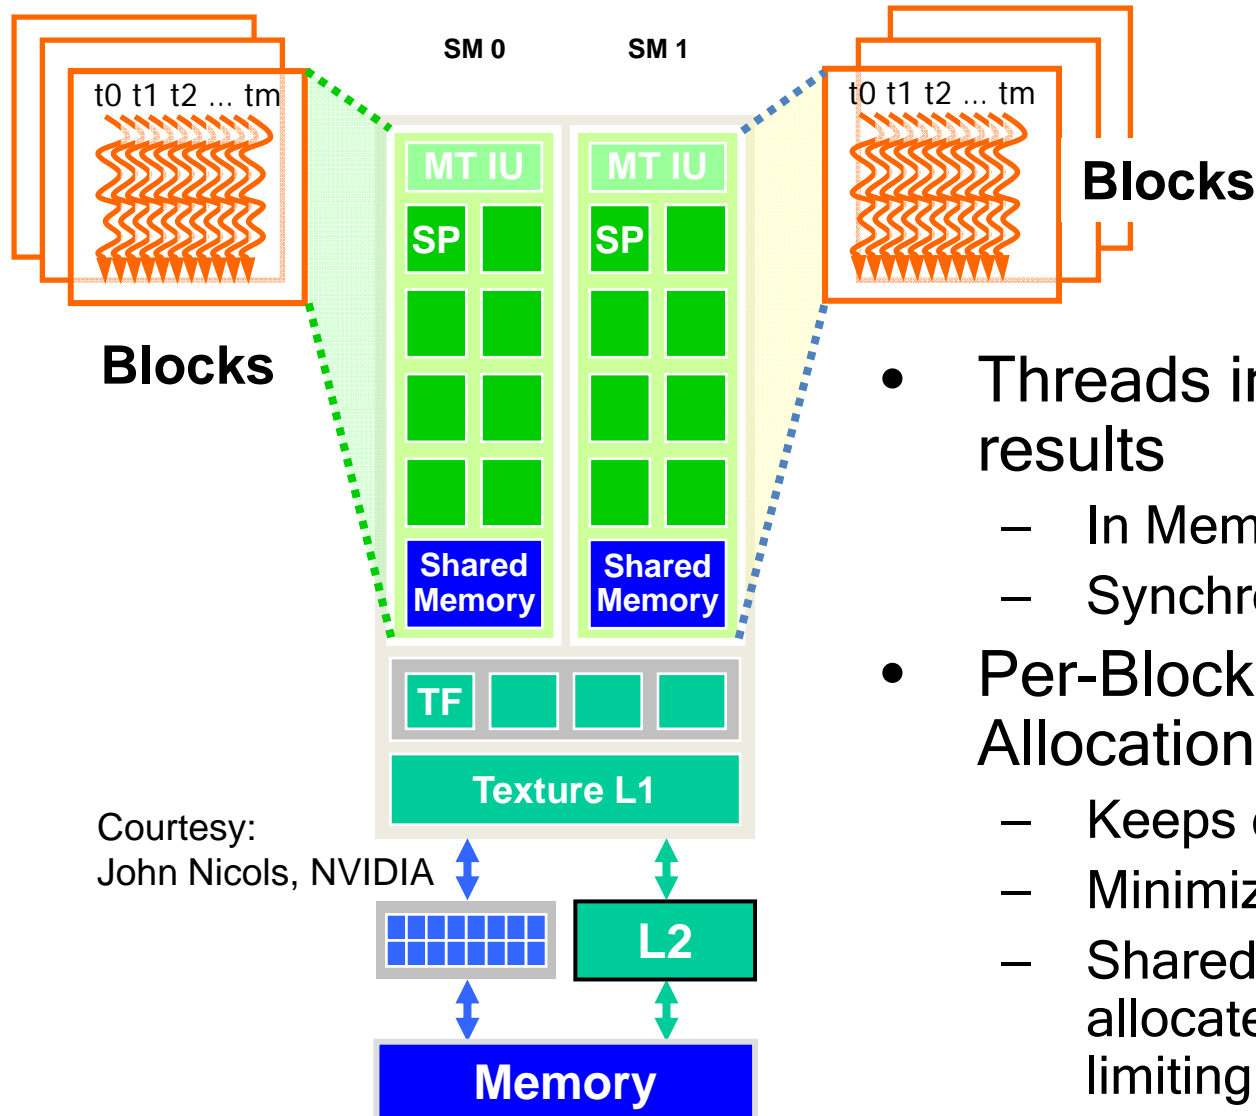 SM 0
SM 1
t0 t1 t2 ... tm
t0 t1 t2 ... tm
Blocks
Blocks
MT IU
MT IU
SP
SP
Shared
Memory
Shared
Memory
TF
Texture L1
Courtesy:
John Nicols, NVIDIA
L2
Memory
• Threads in
results
– In Mem
– Synchr
• Per-Block
Allocation
– Keeps
– Minimiz
– Shared
allocate
limiting